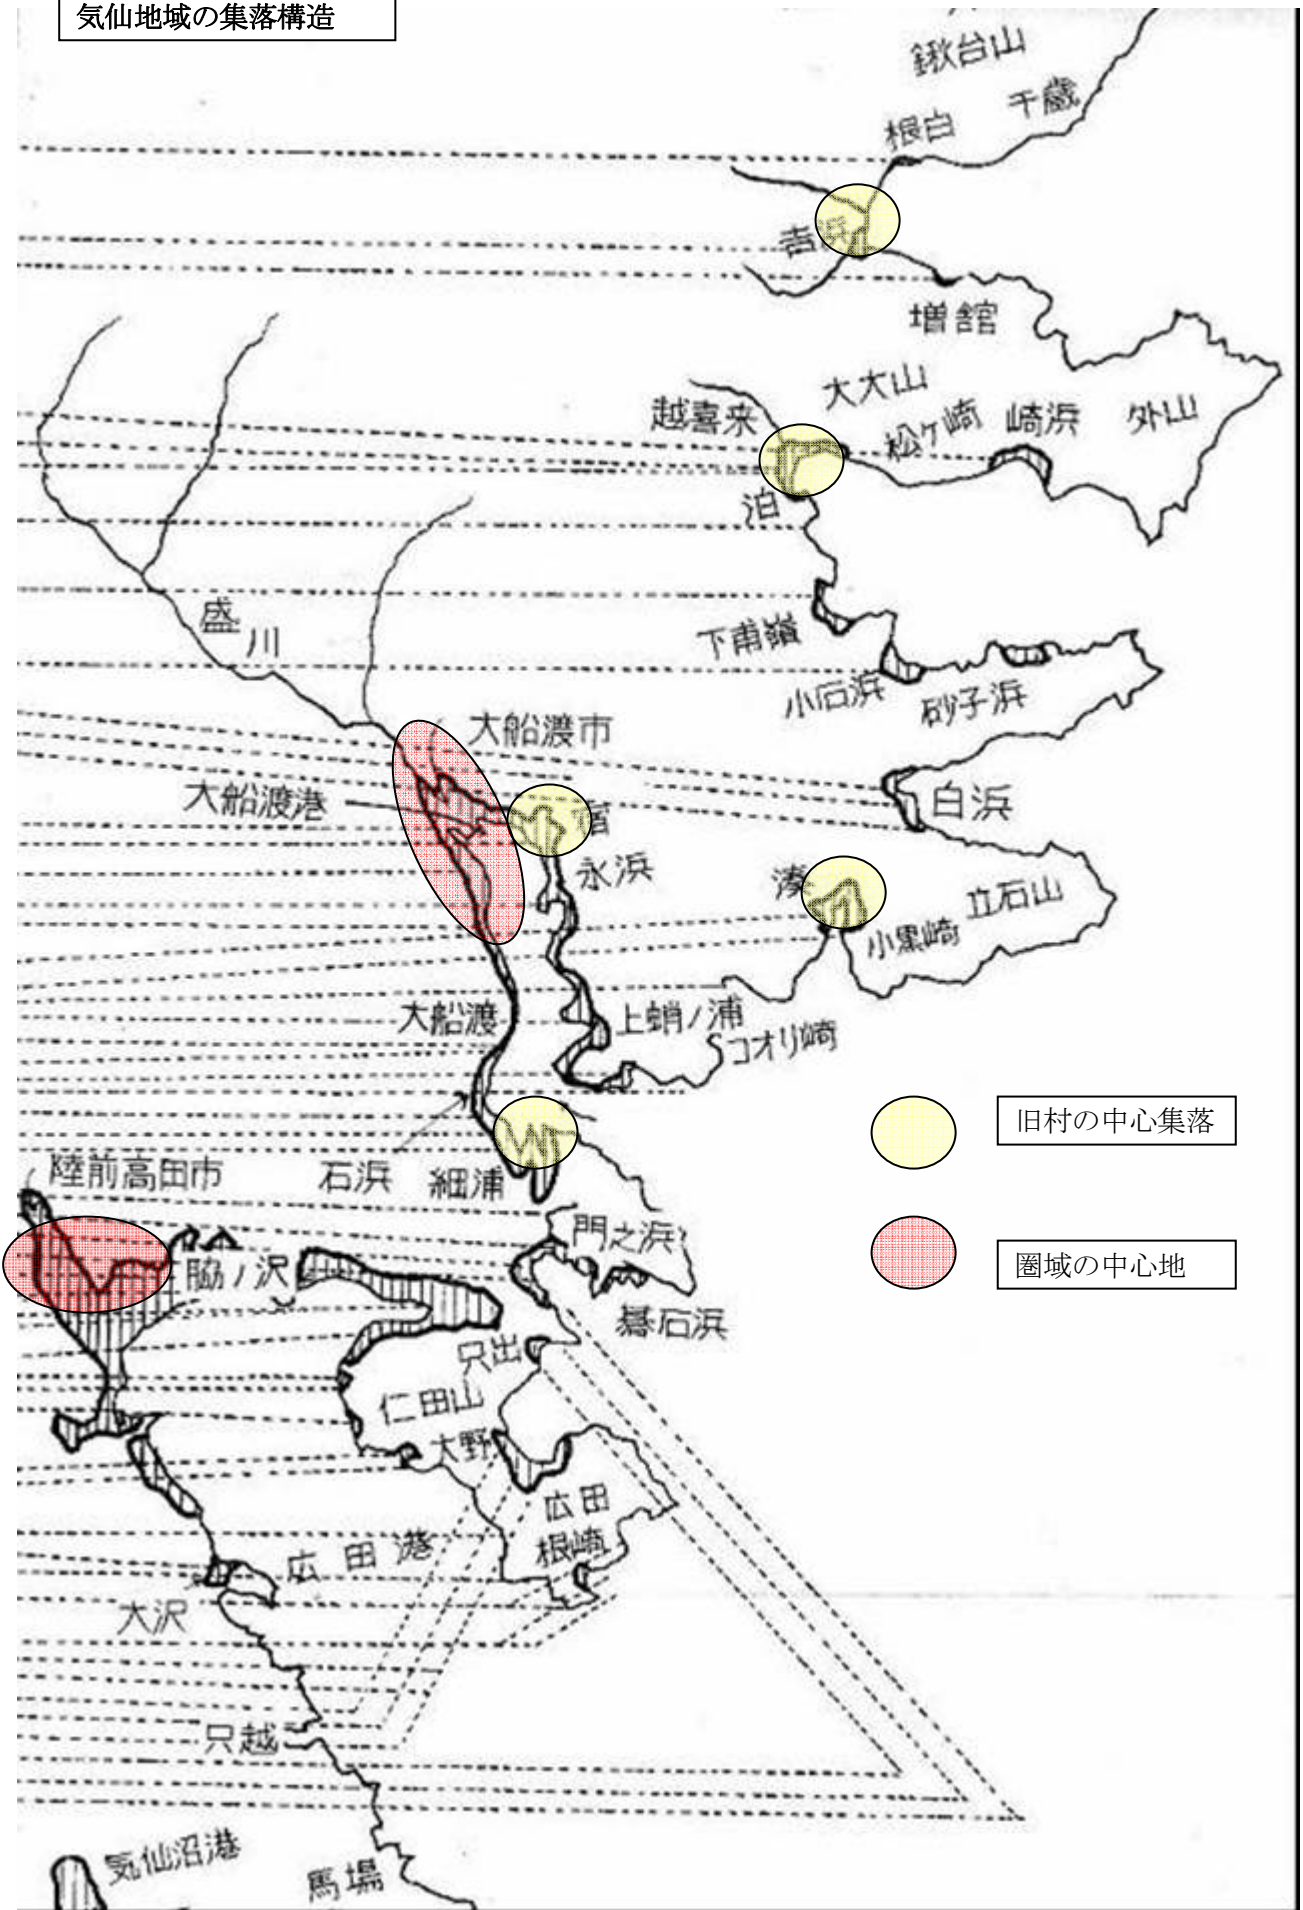 気仙地域の集落構造
鍬台山
千歳
根白
吉浜
増舘
大大山
越喜来
松ケ崎
崎浜
外山
泊
盛川
下甫嶺
小石浜
砂子浜
大船渡市
大船渡港
白浜
宿
永浜
湊
立石山
小黒崎
大船渡
上蛸ノ浦
コオリ崎
旧村の中心集落
陸前高田市
石浜
細浦
門之浜
圏域の中心地
脇ノ沢
碁石浜
只出
仁田山
大野
広田
根崎
広田港
大沢
只越
気仙沼港
馬場